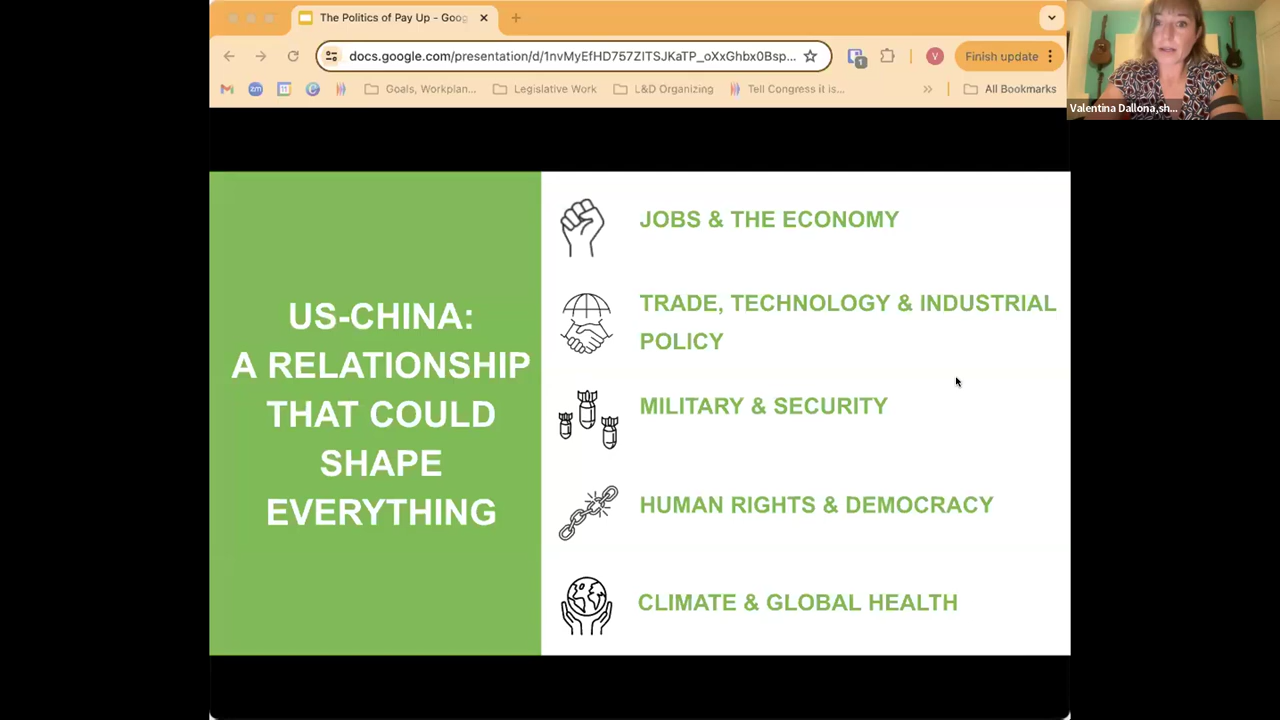 The Politics of Pay Up - Goog
docs.google.com/presentation/d/1nvMyEfHD757ZITSJKaTP_oXxGhbx0Bsp...
1
V
Finish update
zm
Goals, Workplan...
Legislative Work
L&D Organizing
Tell Congress it is...
All Bookmarks
Valentina Dallona,sh...
US-CHINA:
A RELATIONSHIP
THAT COULD
SHAPE
EVERYTHING
JOBS & THE ECONOMY
TRADE, TECHNOLOGY & INDUSTRIAL
POLICY
MILITARY & SECURITY
HUMAN RIGHTS & DEMOCRACY
CLIMATE & GLOBAL HEALTH